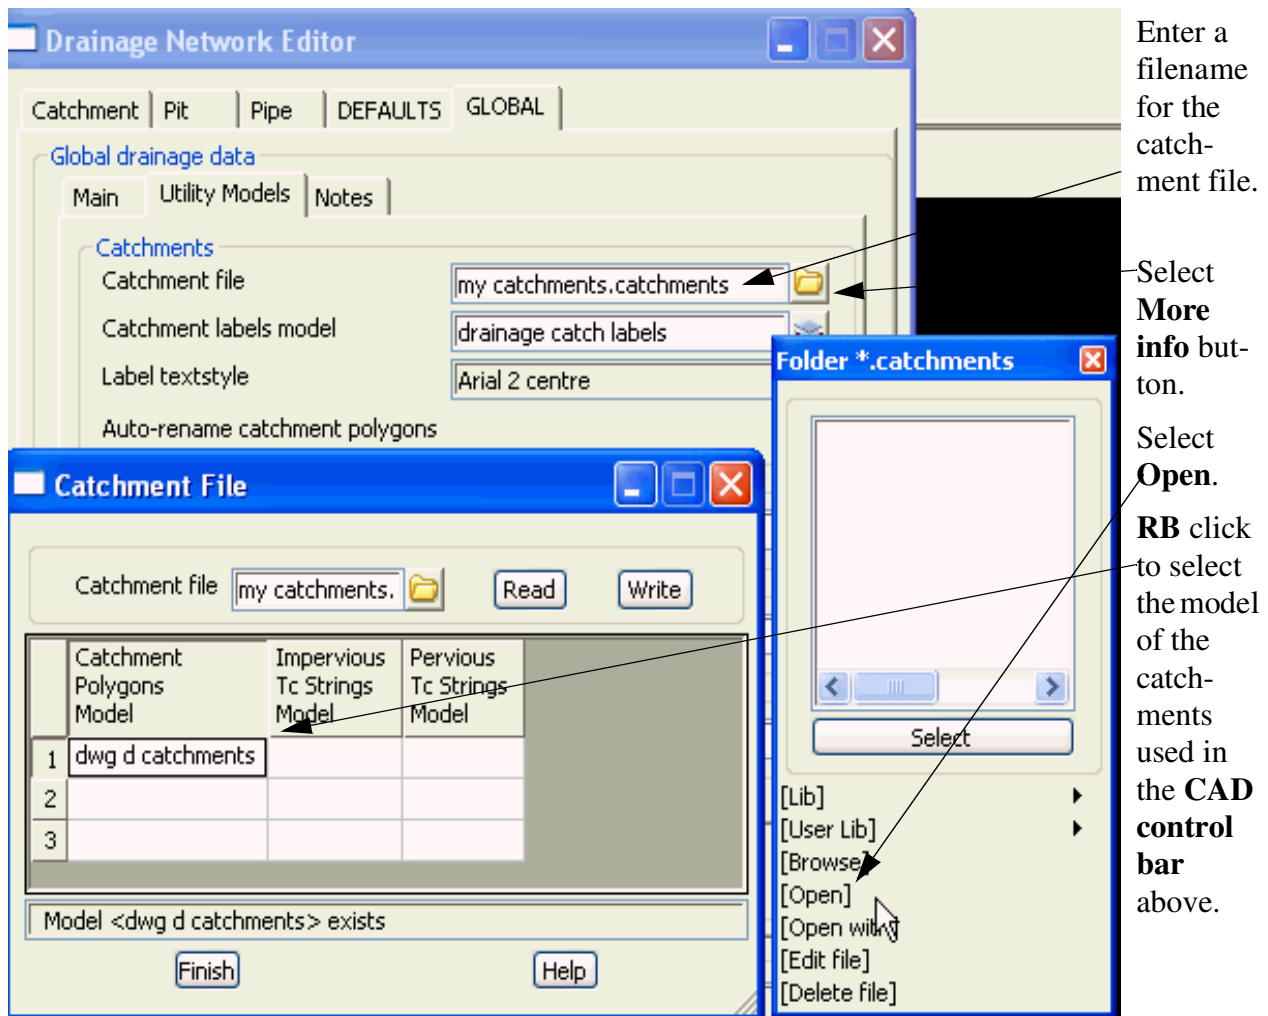 Drainage Network Editor
Catchment Pit Pipe DEFAULTS GLOBAL
Global drainage data
Main Utility Models Notes
Catchments
Catchment file my catchments.catchments
Catchment labels model drainage catch labels
Label textstyle Arial 2 centre
Auto-rename catchment polygons
Catchment File
Catchment file my catchments. Read Write
Catchment Impervious Pervious
Polygons Tc Strings Tc Strings
Model Model Model
1 dwg d catchments
2
3
Model <dwg d catchments> exists
Finish Help
Folder *.catchments
Select
[Lib]
[User Lib]
[Browse]
[Open]
[Open with]
[Edit file]
[Delete file]
Enter a
filename
for the
catch-
ment file.
Select
More
info but-
ton.
Select
Open.
RB click
to select
the model
of the
catch-
ments
used in
the CAD
control
bar
above.